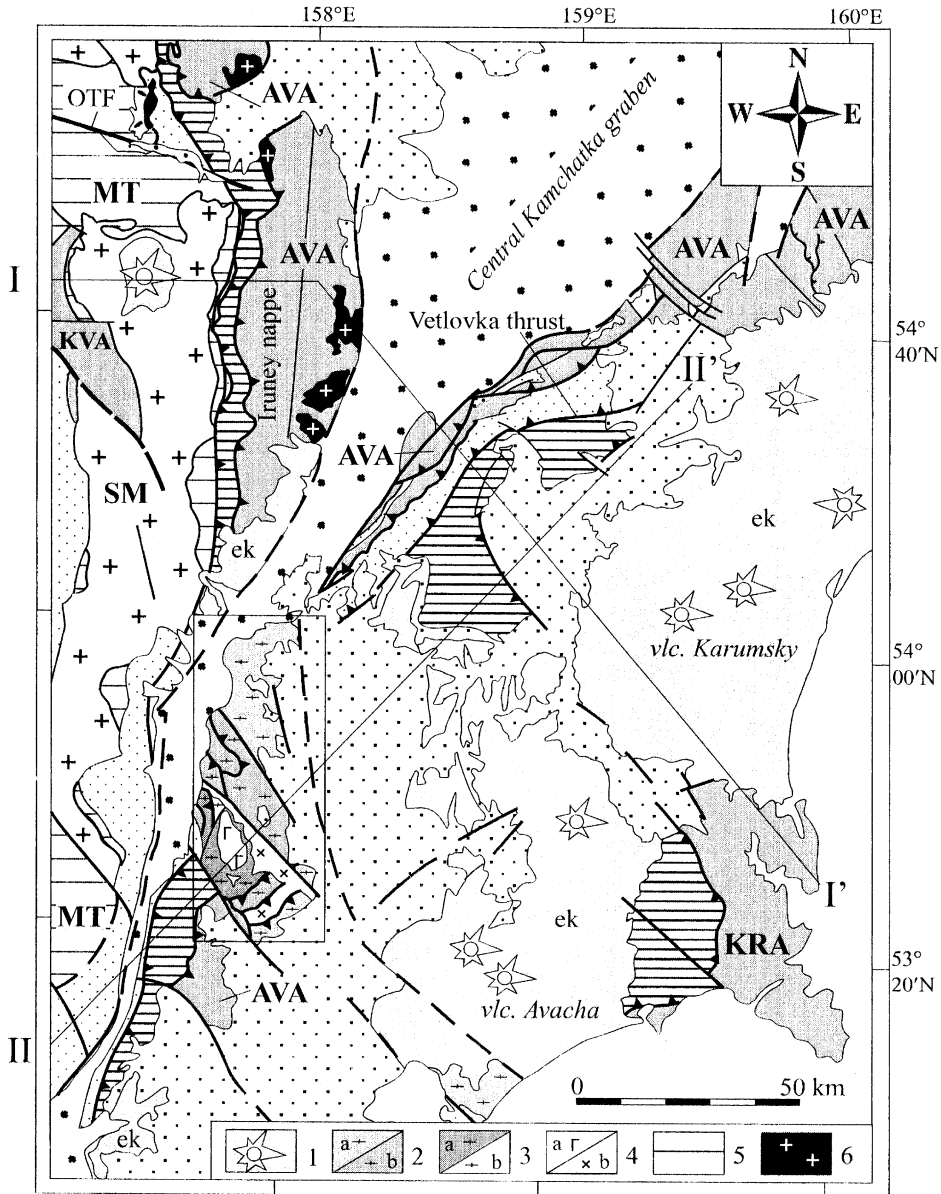 158°E
159°E
160°E
N
W E
S
OTF
AVA
MT
AVA
AVA
AVA
Central Kamchatka graben
I
Iruney nappe
Vetlovka thrust
KVA
54°
40′N
II’
AVA
SM
ek
ek
vlc. Karumsky
54°
00′N
Γ
MT
ek
I’
KRA
53°
20′N
AVA
vlc. Avacha
II
0 50 km
ek
1
a b 2
a b 3
a Γ b 4
5
6